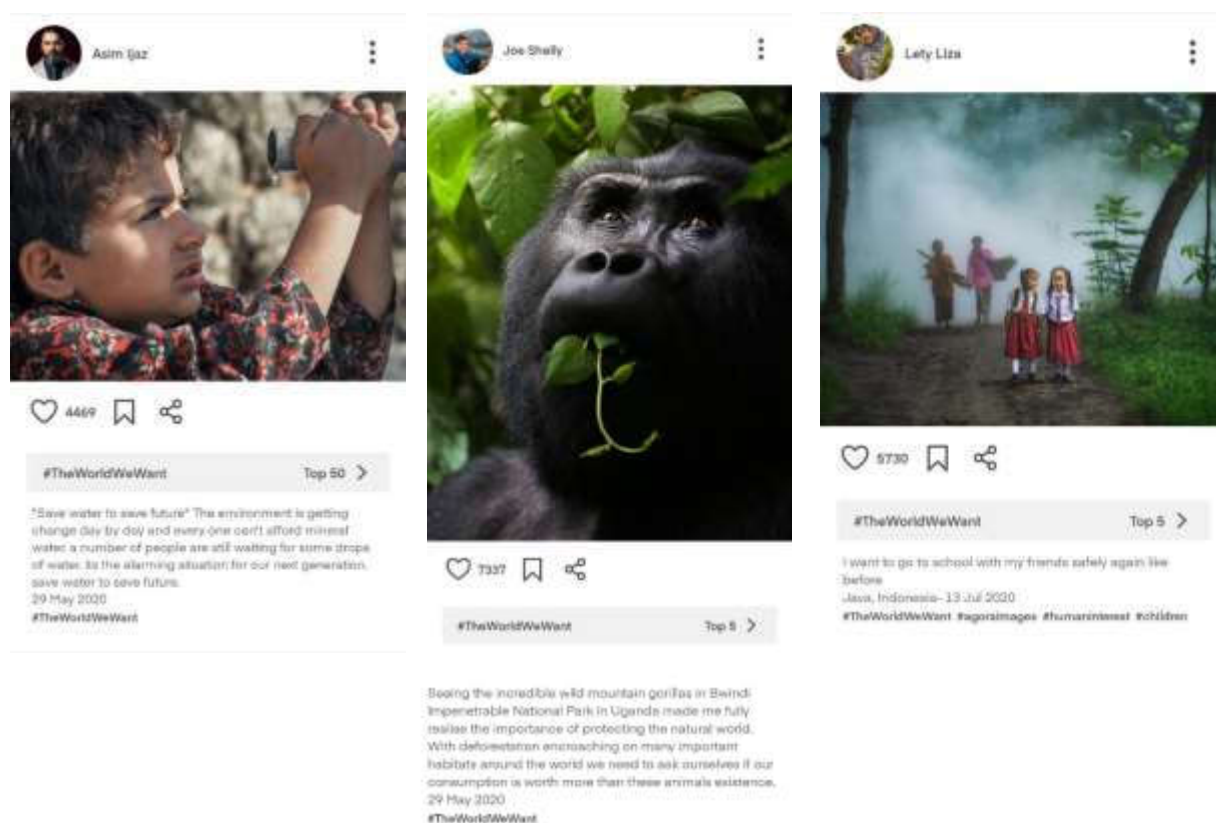 Asim Ijaz
4469
#TheWorldWeWant Top 50
"Save water to save future" The environment is getting
change day by day and every one can't afford mineral
water. a number of people are still waiting for some drops
of water. its the alarming situation for our next generation.
save water to save future.
29 May 2020
#TheWorldWeWant
Joe Shelly
7337
#TheWorldWeWant Top 5
Seeing the incredible wild mountain gorillas in Bwindi
Impenetrable National Park in Uganda made me fully
realise the importance of protecting the natural world.
With deforestation encroaching on many important
habitats around the world we need to ask ourselves if our
consumption is worth more than these animals existence.
29 May 2020
#TheWorldWeWant
Lety Liza
5730
#TheWorldWeWant Top 5
I want to go to school with my friends safely again like
before
Java, Indonesia- 13 Jul 2020
#TheWorldWeWant #agoraimages #humaninterest #children